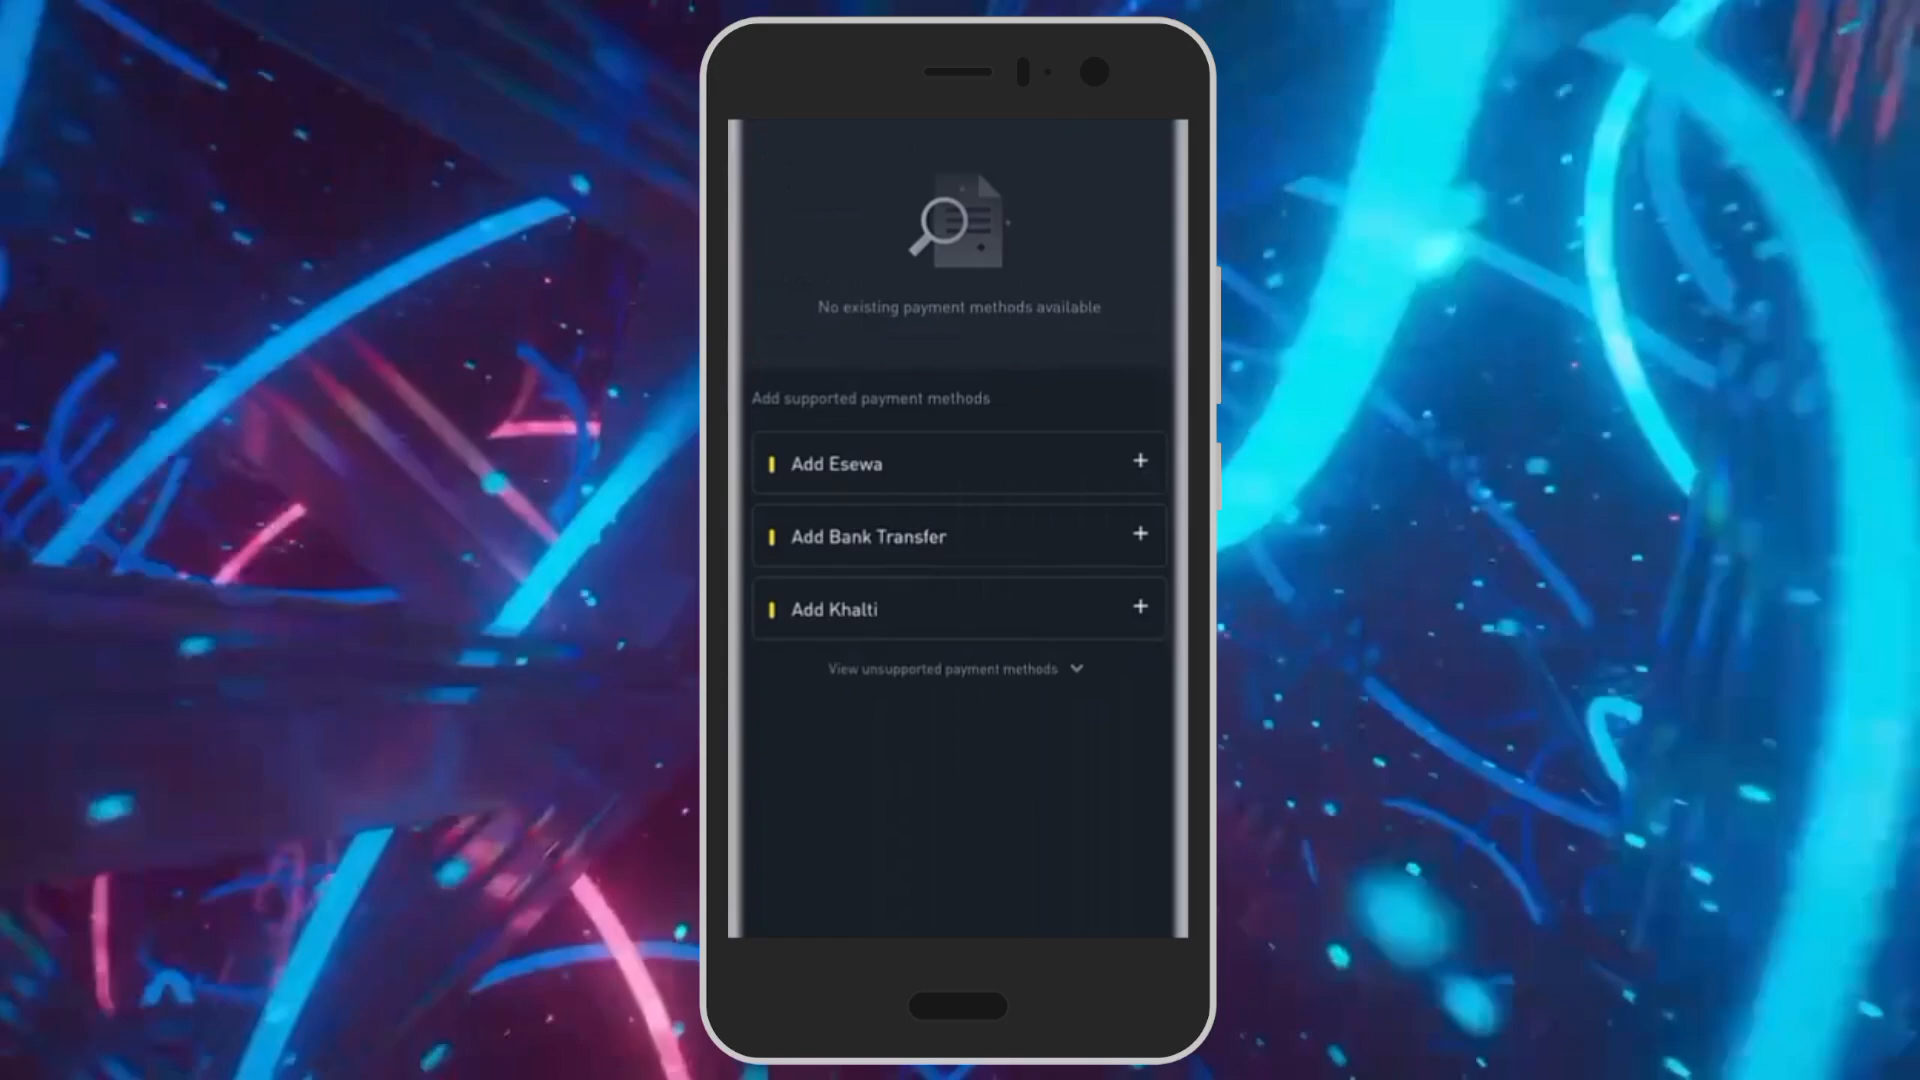 No existing payment methods available
Add supported payment methods
Add Esewa
Add Bank Transfer
Add Khalti
View unsupported payment methods